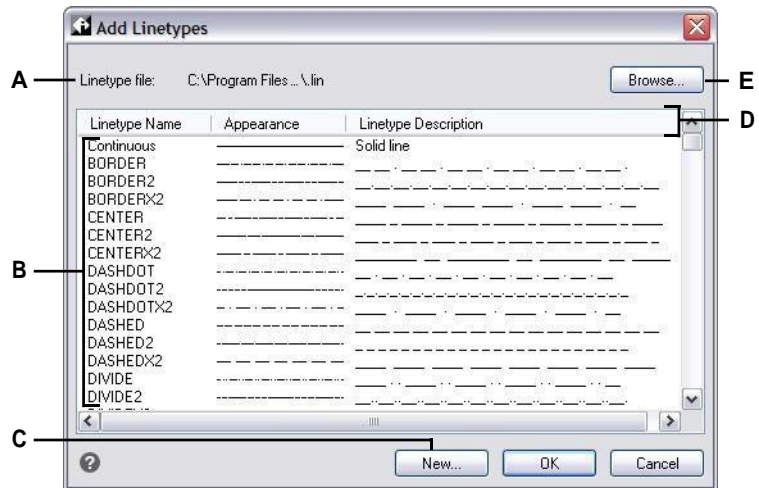 Add Linetypes
A
Linetype file: C:\Program Files ... \.lin
Browse...
E
D
Linetype Name Appearance Linetype Description
Continuous Solid line
BORDER
BORDER2
BORDERX2
CENTER
CENTER2
CENTERX2
B
DASHDOT
DASHDOT2
DASHDOTX2
DASHED
DASHED2
DASHEDX2
DIVIDE
DIVIDE2
C
?
New... OK Cancel